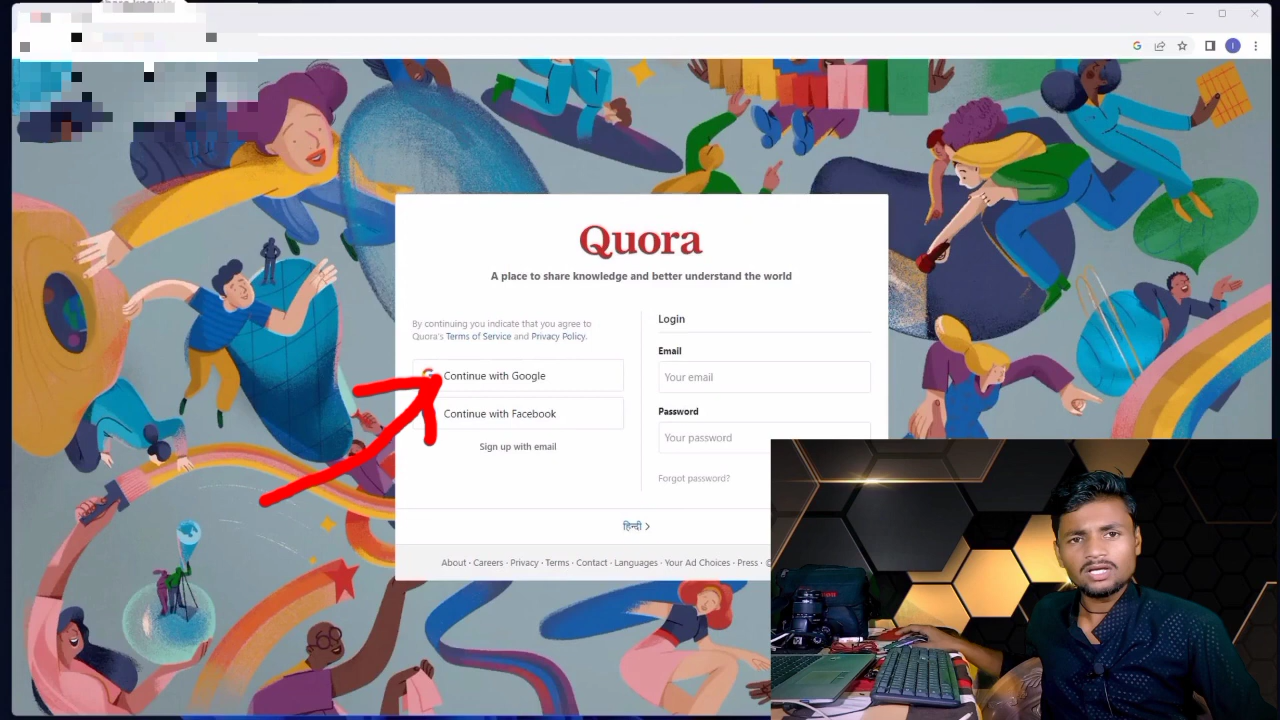 Quora
A place to share knowledge and better understand the world
By continuing you indicate that you agree to
Quora's Terms of Service and Privacy Policy.
Continue with Google
Continue with Facebook
Sign up with email
Login
Email
Your email
Password
Your password
Forgot password?
हिन्दी >
About · Careers · Privacy · Terms · Contact · Languages · Your Ad Choices · Press ·